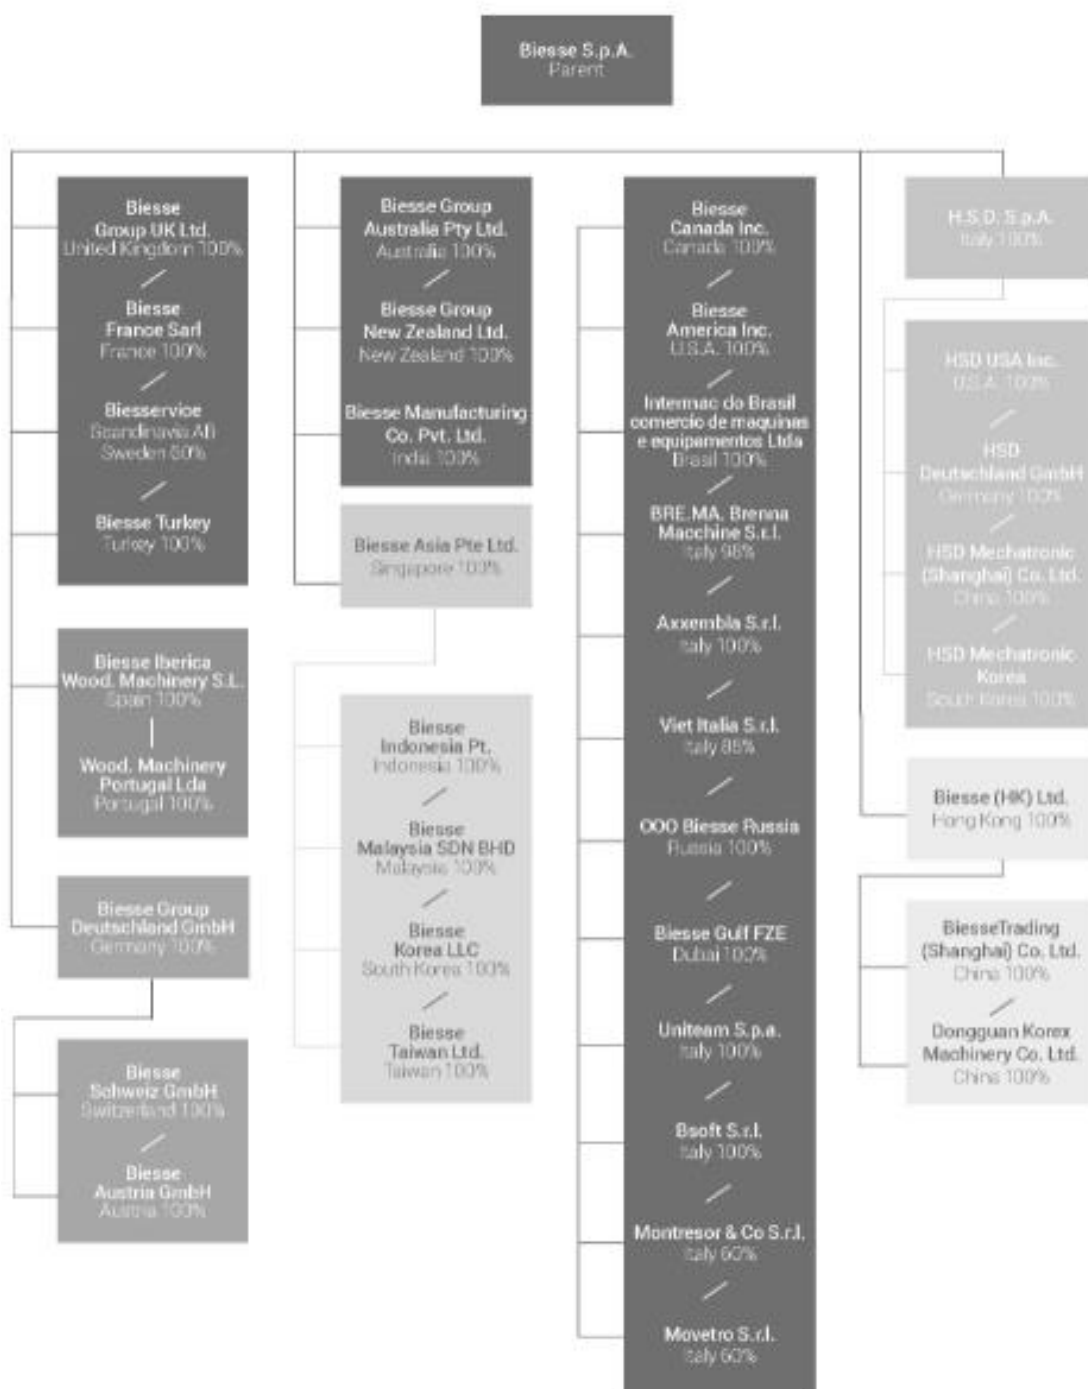 Biesse S.p.A.
Parent
Biesse
Group UK Ltd.
United Kingdom 100%
Biesse
France Sarl
France 100%
Biesservice
Scandinavia AB
Sweden 60%
Biesse Turkey
Turkey 100%
Biesse Iberica
Wood. Machinery S.L.
Spain 100%
Wood. Machinery
Portugal Lda
Portugal 100%
Biesse Group
Deutschland GmbH
Germany 100%
Biesse
Schweiz GmbH
Switzerland 100%
Biesse
Austria GmbH
Austria 100%
Biesse Group
Australia Pty Ltd.
Australia 100%
Biesse Group
New Zealand Ltd.
New Zealand 100%
Biesse Manufacturing
Co. Pvt. Ltd.
India 100%
Biesse Asia Pte Ltd.
Singapore 100%
Biesse
Indonesia Pt.
Indonesia 100%
Biesse
Malaysia SDN BHD
Malaysia 100%
Biesse
Korea LLC
South Korea 100%
Biesse
Taiwan Ltd.
Taiwan 100%
Biesse
Canada Inc.
Canada 100%
Biesse
America Inc.
U.S.A. 100%
Intermac do Brasil
comercio de maquinas
e equipamentos Ltda
Brasil 100%
BRE.MA. Brenna
Macchine S.r.l.
Italy 98%
Axxembla S.r.l.
Italy 100%
Viet Italia S.r.l.
Italy
OOO Biesse Russia
Russia 100%
Biesse Gulf FZE
Dubai 100%
Uniteam S.p.a.
Italy 100%
Bsoft S.r.l.
Italy 100%
Montresor & Co S.r.l.
Italy 60%
Movetro S.r.l.
Italy 60%
H.S.D. S.p.A.
Italy 100%
HSD USA Inc.
U.S.A. 100%
HSD
Deutschland GmbH
Germany 100%
HSD Mechatronic
(Shanghai) Co. Ltd.
China 100%
HSD Mechatronic
Korea
South Korea 100%
Biesse (HK) Ltd.
Hong Kong 100%
BiesseTrading
(Shanghai) Co. Ltd.
China 100%
Dongguan Korex
Machinery Co. Ltd.
China 100%